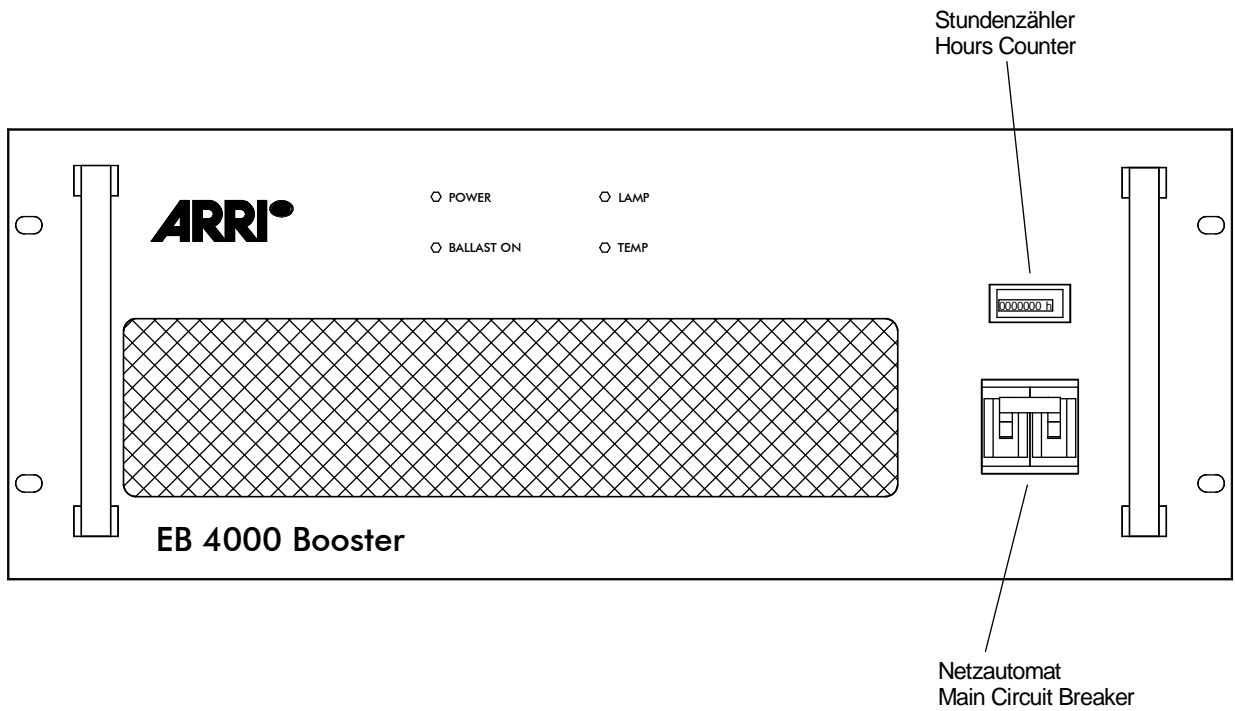 Stundenzähler
Hours Counter
ARRI
POWER
LAMP
BALLAST ON
TEMP
0000000 h
EB 4000 Booster
Netzautomat
Main Circuit Breaker